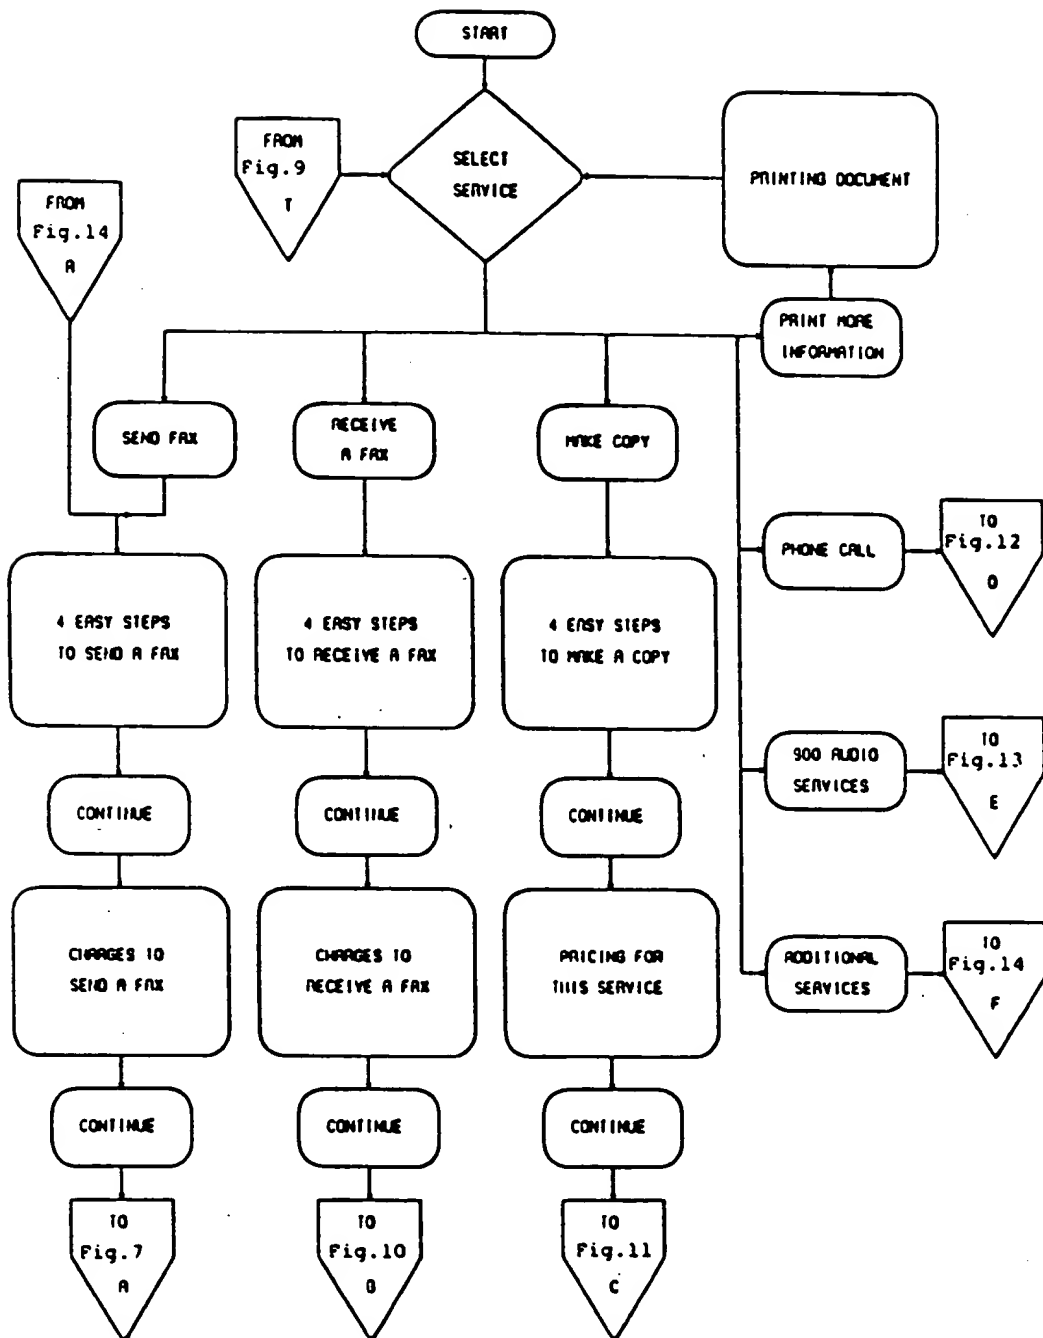 START
FROM
Fig.9
T
SELECT
SERVICE
PRINTING DOCUMENT
FROM
Fig.14
A
PRINT MORE
INFORMATION
SEND FAX
RECEIVE
A FAX
MAKE COPY
PHONE CALL
TO
Fig.12
D
4 EASY STEPS
TO SEND A FAX
4 EASY STEPS
TO RECEIVE A FAX
4 EASY STEPS
TO MAKE A COPY
900 AUDIO
SERVICES
TO
Fig.13
E
CONTINUE
CONTINUE
CONTINUE
CHARGES TO
SEND A FAX
CHARGES TO
RECEIVE A FAX
PRICING FOR
THIS SERVICE
ADDITIONAL
SERVICES
TO
Fig.14
F
CONTINUE
CONTINUE
CONTINUE
TO
Fig.7
A
TO
Fig.10
B
TO
Fig.11
C